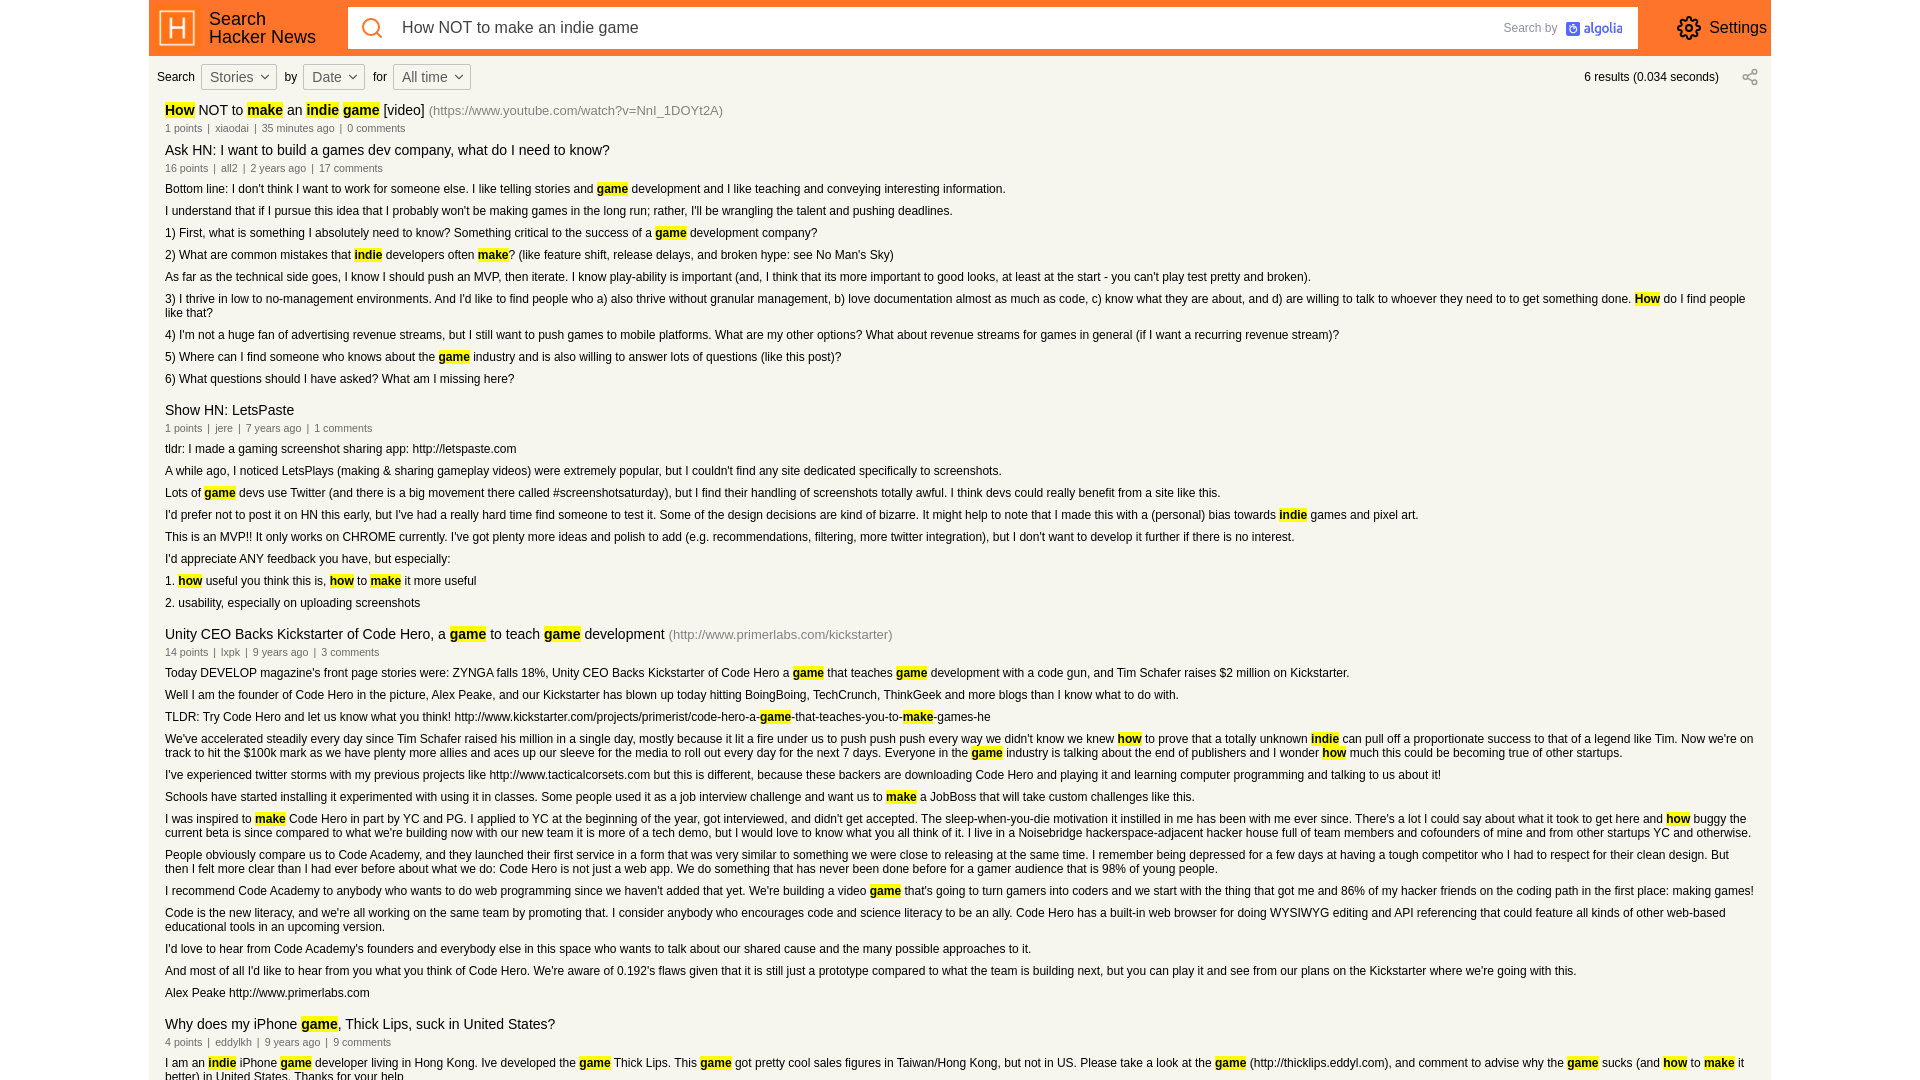 Search
Hacker News
How NOT to make an indie game
Search by algolia
Settings
Search Stories by Date for All time
6 results (0.034 seconds)
How NOT to make an indie game [video] (https://www.youtube.com/watch?v=NnI_1DOYt2A)
1 points | xiaodai | 35 minutes ago | 0 comments
Ask HN: I want to build a games dev company, what do I need to know?
16 points | all2 | 2 years ago | 17 comments
Bottom line: I don't think I want to work for someone else. I like telling stories and game development and I like teaching and conveying interesting information.
I understand that if I pursue this idea that I probably won't be making games in the long run; rather, I'll be wrangling the talent and pushing deadlines.
1) First, what is something I absolutely need to know? Something critical to the success of a game development company?
2) What are common mistakes that indie developers often make? (like feature shift, release delays, and broken hype: see No Man's Sky)
As far as the technical side goes, I know I should push an MVP, then iterate. I know play-ability is important (and, I think that its more important to good looks, at least at the start - you can't play test pretty and broken).
3) I thrive in low to no-management environments. And I'd like to find people who a) also thrive without granular management, b) love documentation almost as much as code, c) know what they are about, and d) are willing to talk to whoever they need to to get something done. How do I find people
like that?
4) I'm not a huge fan of advertising revenue streams, but I still want to push games to mobile platforms. What are my other options? What about revenue streams for games in general (if I want a recurring revenue stream)?
5) Where can I find someone who knows about the game industry and is also willing to answer lots of questions (like this post)?
6) What questions should I have asked? What am I missing here?
Show HN: LetsPaste
1 points | jere | 7 years ago | 1 comments
tldr: I made a gaming screenshot sharing app: http://letspaste.com
A while ago, I noticed LetsPlays (making & sharing gameplay videos) were extremely popular, but I couldn't find any site dedicated specifically to screenshots.
Lots of game devs use Twitter (and there is a big movement there called #screenshotsaturday), but I find their handling of screenshots totally awful. I think devs could really benefit from a site like this.
I'd prefer not to post it on HN this early, but I've had a really hard time find someone to test it. Some of the design decisions are kind of bizarre. It might help to note that I made this with a (personal) bias towards indie games and pixel art.
This is an MVP!! It only works on CHROME currently. I've got plenty more ideas and polish to add (e.g. recommendations, filtering, more twitter integration), but I don't want to develop it further if there is no interest.
I'd appreciate ANY feedback you have, but especially:
1. how useful you think this is, how to make it more useful
2. usability, especially on uploading screenshots
Unity CEO Backs Kickstarter of Code Hero, a game to teach game development (http://www.primerlabs.com/kickstarter)
14 points | lxpk | 9 years ago | 3 comments
Today DEVELOP magazine's front page stories were: ZYNGA falls 18%, Unity CEO Backs Kickstarter of Code Hero a game that teaches game development with a code gun, and Tim Schafer raises $2 million on Kickstarter.
Well I am the founder of Code Hero in the picture, Alex Peake, and our Kickstarter has blown up today hitting BoingBoing, TechCrunch, ThinkGeek and more blogs than I know what to do with.
TLDR: Try Code Hero and let us know what you think! http://www.kickstarter.com/projects/primerist/code-hero-a-game-that-teaches-you-to-make-games-he
We've accelerated steadily every day since Tim Schafer raised his million in a single day, mostly because it lit a fire under us to push push push every way we didn't know we knew how to prove that a totally unknown indie can pull off a proportionate success to that of a legend like Tim. Now we're on
track to hit the $100k mark as we have plenty more allies and aces up our sleeve for the media to roll out every day for the next 7 days. Everyone in the game industry is talking about the end of publishers and I wonder how much this could be becoming true of other startups.
I've experienced twitter storms with my previous projects like http://www.tacticalcorsets.com but this is different, because these backers are downloading Code Hero and playing it and learning computer programming and talking to us about it!
Schools have started installing it experimented with using it in classes. Some people used it as a job interview challenge and want us to make a JobBoss that will take custom challenges like this.
I was inspired to make Code Hero in part by YC and PG. I applied to YC at the beginning of the year, got interviewed, and didn't get accepted. The sleep-when-you-die motivation it instilled in me has been with me ever since. There's a lot I could say about what it took to get here and how buggy the
current beta is since compared to what we're building now with our new team it is more of a tech demo, but I would love to know what you all think of it. I live in a Noisebridge hackerspace-adjacent hacker house full of team members and cofounders of mine and from other startups YC and otherwise.
People obviously compare us to Code Academy, and they launched their first service in a form that was very similar to something we were close to releasing at the same time. I remember being depressed for a few days at having a tough competitor who I had to respect for their clean design. But
then I felt more clear than I had ever before about what we do: Code Hero is not just a web app. We do something that has never been done before for a gamer audience that is 98% of young people.
I recommend Code Academy to anybody who wants to do web programming since we haven't added that yet. We're building a video game that's going to turn gamers into coders and we start with the thing that got me and 86% of my hacker friends on the coding path in the first place: making games!
Code is the new literacy, and we're all working on the same team by promoting that. I consider anybody who encourages code and science literacy to be an ally. Code Hero has a built-in web browser for doing WYSIWYG editing and API referencing that could feature all kinds of other web-based
educational tools in an upcoming version.
I'd love to hear from Code Academy's founders and everybody else in this space who wants to talk about our shared cause and the many possible approaches to it.
And most of all I'd like to hear from you what you think of Code Hero. We're aware of 0.192's flaws given that it is still just a prototype compared to what the team is building next, but you can play it and see from our plans on the Kickstarter where we're going with this.
Alex Peake http://www.primerlabs.com
Why does my iPhone game, Thick Lips, suck in United States?
4 points | eddylkh | 9 years ago | 9 comments
I am an indie iPhone game developer living in Hong Kong. Ive developed the game Thick Lips. This game got pretty cool sales figures in Taiwan/Hong Kong, but not in US. Please take a look at the game (http://thicklips.eddyl.com), and comment to advise why the game sucks (and how to make it
better) in United States. Thanks for your help